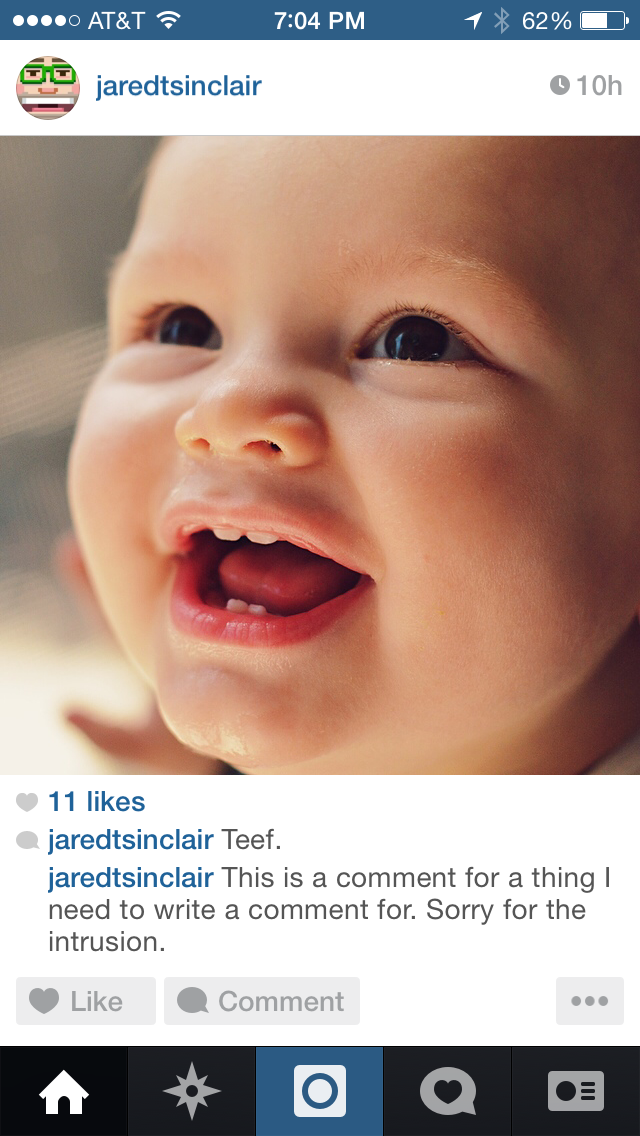 AT&T 7:04 PM 62%
jaredtsinclair 10h
11 likes
jaredtsinclair Teef.
jaredtsinclair This is a comment for a thing I
need to write a comment for. Sorry for the
intrusion.
Like Comment